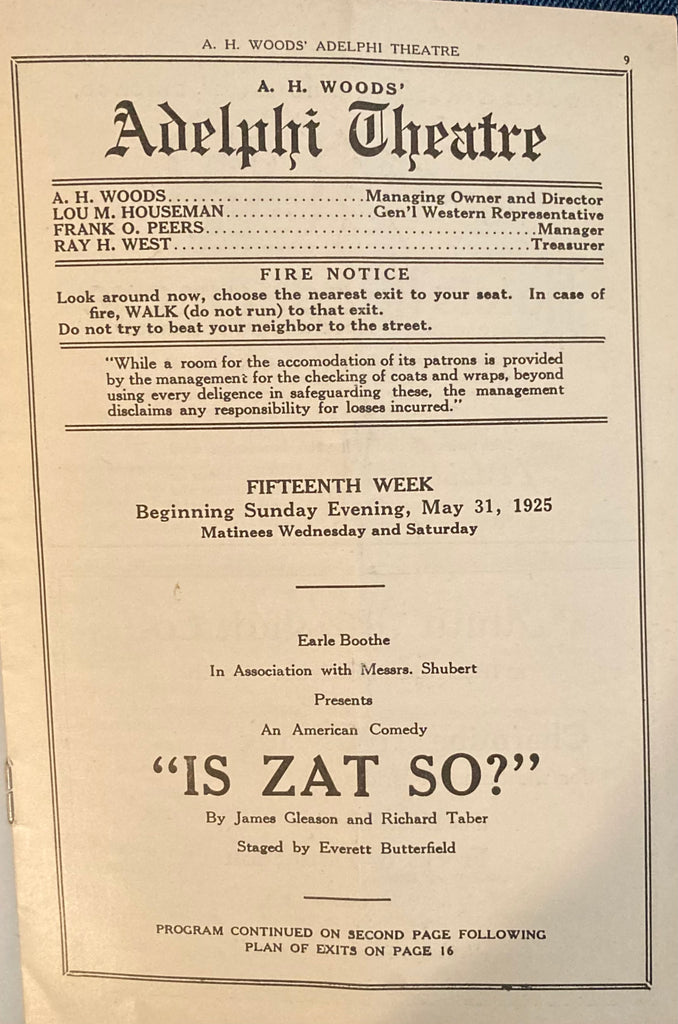 A. H. WOODS' ADELPHI THEATRE
9
A. H. WOODS'
Adelphi Theatre
A. H. WOODS........................Managing Owner and Director
LOU M. HOUSEMAN..................Gen'l Western Representative
FRANK O. PEERS..........................................Manager
RAY H. WEST.............................................Treasurer
FIRE NOTICE
Look around now, choose the nearest exit to your seat. In case of
fire, WALK (do not run) to that exit.
Do not try to beat your neighbor to the street.
"While a room for the accomodation of its patrons is provided
by the management for the checking of coats and wraps, beyond
using every deligence in safeguarding these, the management
disclaims any responsibility for losses incurred."
FIFTEENTH WEEK
Beginning Sunday Evening, May 31, 1925
Matinees Wednesday and Saturday
Earle Boothe
In Association with Messrs. Shubert
Presents
An American Comedy
"IS ZAT SO?"
By James Gleason and Richard Taber
Staged by Everett Butterfield
PROGRAM CONTINUED ON SECOND PAGE FOLLOWING
PLAN OF EXITS ON PAGE 16